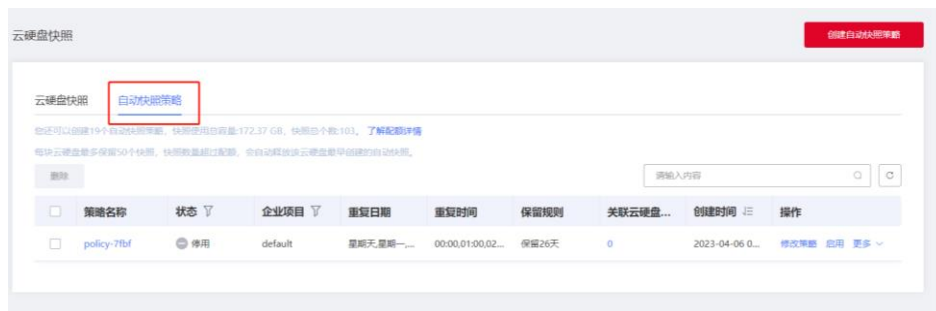 云硬盘快照
创建自动快照策略
云硬盘快照 自动快照策略
您还可以创建19个自动快照策略，快照使用总容量:172.37 GB，快照总个数:103。 了解配额详情
每块云硬盘最多保留50个快照，快照数量超过配额，会自动释放该云硬盘最早创建的自动快照。
删除 请输入内容
策略名称 状态 企业项目 重复日期 重复时间 保留规则 关联云硬盘... 创建时间 操作
policy-7fbf 停用 default 星期天,星期一,... 00:00,01:00,02... 保留26天 0 2023-04-06 0... 修改策略 启用 更多